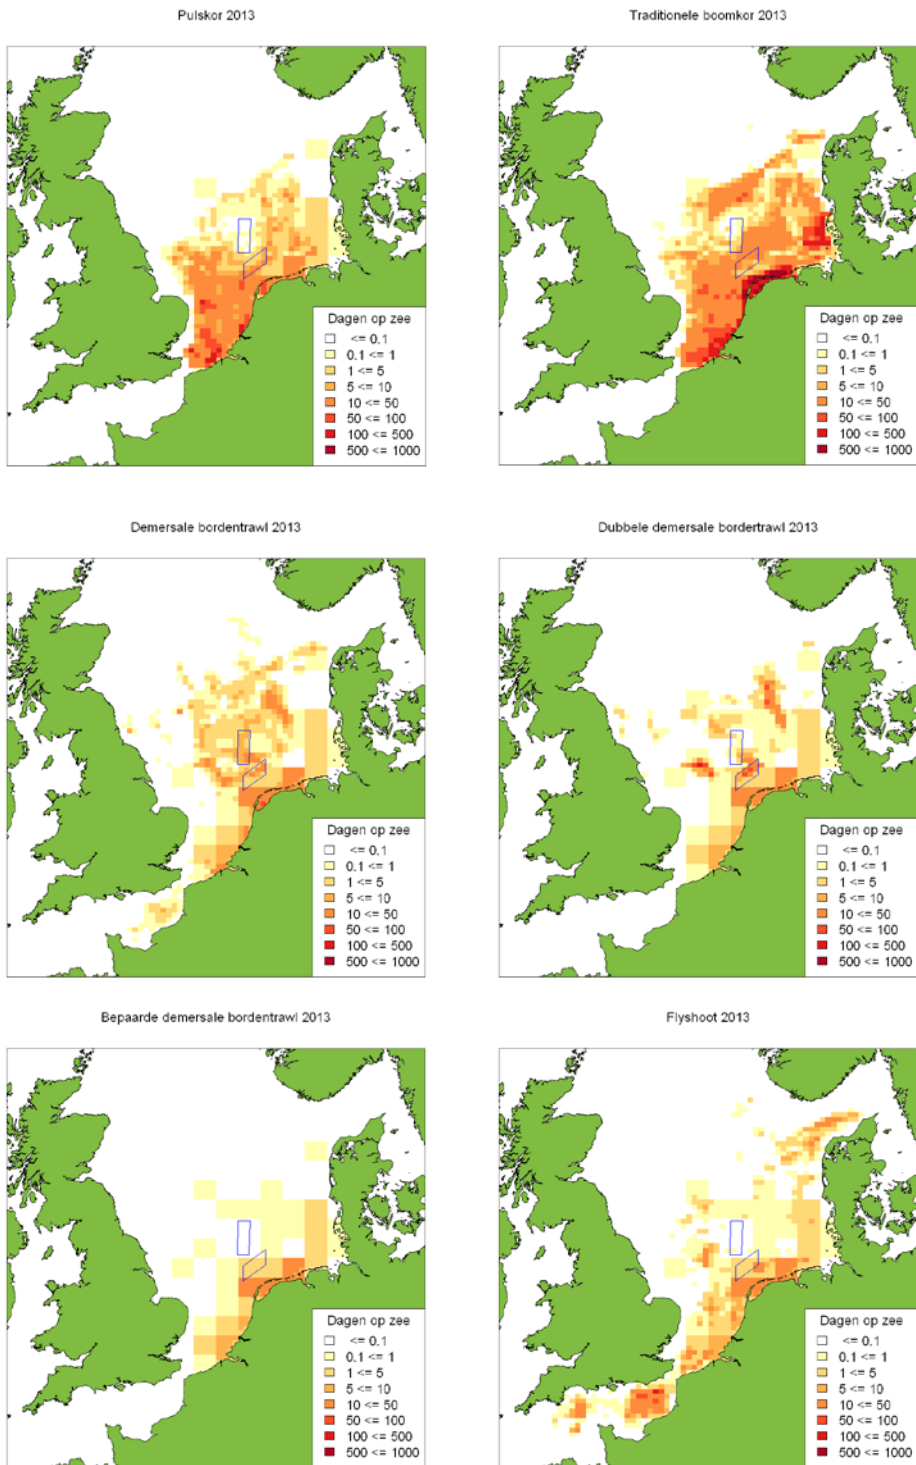 Pulskor 2013
Traditionele boomkor 2013
Dagen op zee
<= 0.1
0.1 <= 1
1 <= 5
5 <= 10
10 <= 50
50 <= 100
100 <= 500
500 <= 1000
Dagen op zee
<= 0.1
0.1 <= 1
1 <= 5
5 <= 10
10 <= 50
50 <= 100
100 <= 500
500 <= 1000
Demersale bordentrawl 2013
Dubbele demersale bordertrawl 2013
Dagen op zee
<= 0.1
0.1 <= 1
1 <= 5
5 <= 10
10 <= 50
50 <= 100
100 <= 500
500 <= 1000
Dagen op zee
<= 0.1
0.1 <= 1
1 <= 5
5 <= 10
10 <= 50
50 <= 100
100 <= 500
500 <= 1000
Bepaarde demersale bordentrawl 2013
Flyshoot 2013
Dagen op zee
<= 0.1
0.1 <= 1
1 <= 5
5 <= 10
10 <= 50
50 <= 100
100 <= 500
500 <= 1000
Dagen op zee
<= 0.1
0.1 <= 1
1 <= 5
5 <= 10
10 <= 50
50 <= 100
100 <= 500
500 <= 1000